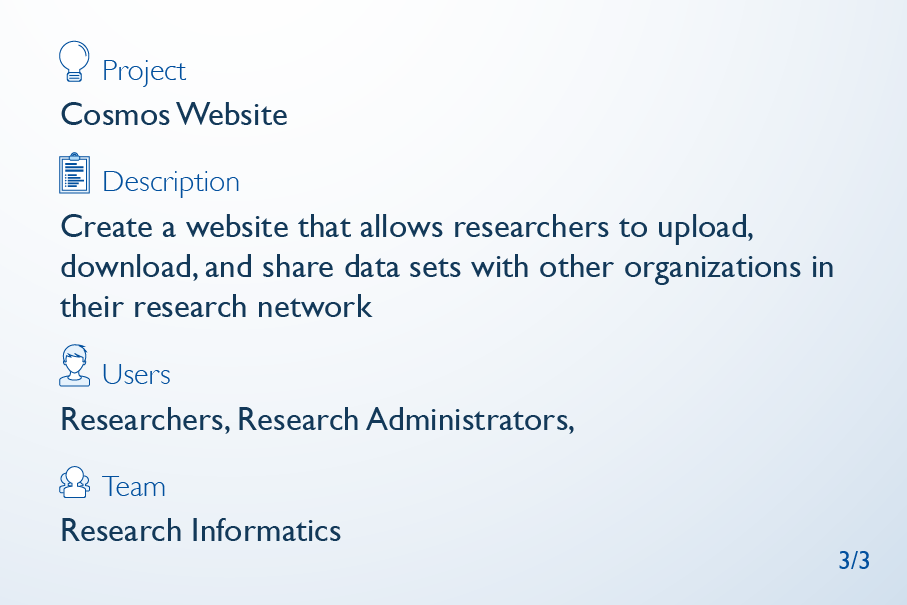 Project
Cosmos Website
Description
Create a website that allows researchers to upload,
download, and share data sets with other organizations in
their research network
Users
Researchers, Research Administrators,
Team
Research Informatics
3/3